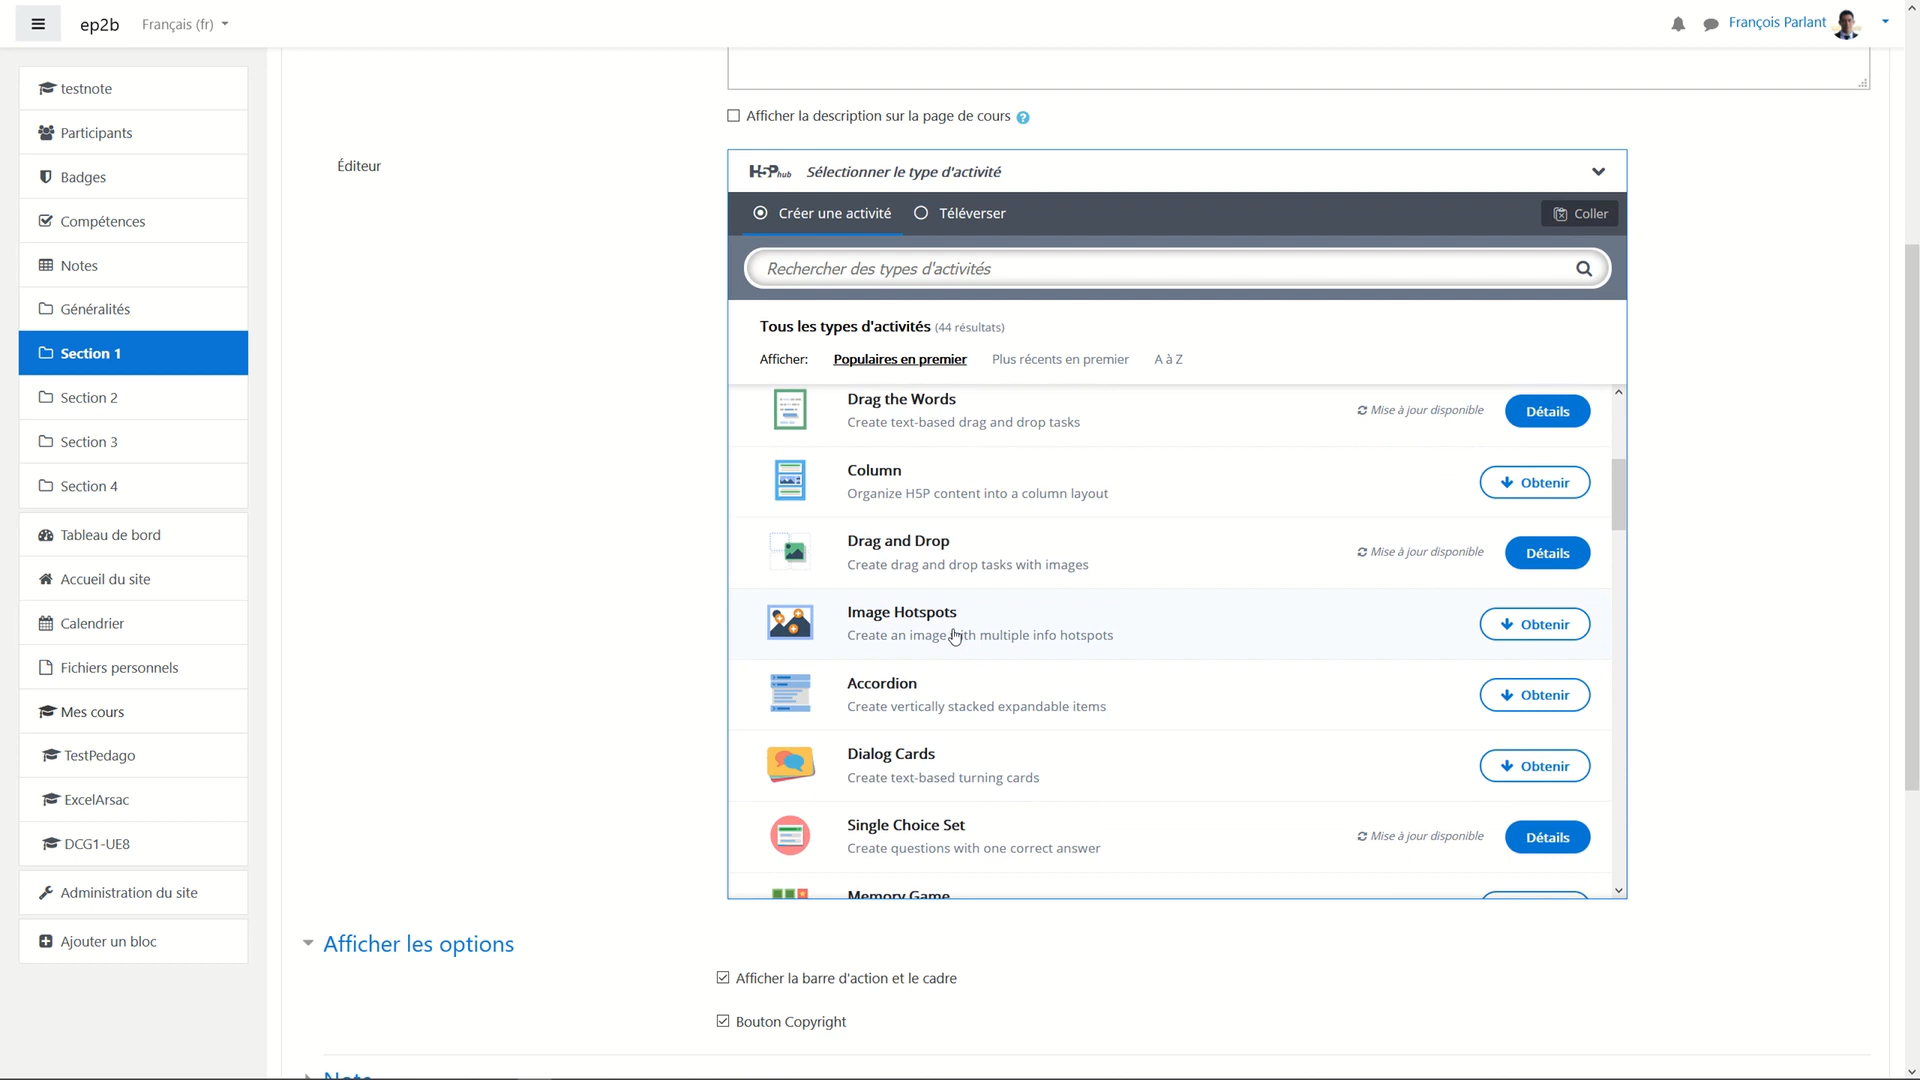 ep2b
Français (fr)
François Parlant
testnote
Participants
Badges
Compétences
Notes
Généralités
Section 1
Section 2
Section 3
Section 4
Tableau de bord
Accueil du site
Calendrier
Fichiers personnels
Mes cours
TestPedago
ExcelArsac
DCG1-UE8
Administration du site
Ajouter un bloc
Afficher la description sur la page de cours
Éditeur
H5Phub Sélectionner le type d'activité
Créer une activité
Téléverser
Coller
Rechercher des types d'activités
Tous les types d'activités (44 résultats)
Afficher: Populaires en premier Plus récents en premier A à Z
Drag the Words
Create text-based drag and drop tasks
Mise à jour disponible
Détails
Column
Organize H5P content into a column layout
Obtenir
Drag and Drop
Create drag and drop tasks with images
Mise à jour disponible
Détails
Image Hotspots
Create an image with multiple info hotspots
Obtenir
Accordion
Create vertically stacked expandable items
Obtenir
Dialog Cards
Create text-based turning cards
Obtenir
Single Choice Set
Create questions with one correct answer
Mise à jour disponible
Détails
Memory Game
Afficher les options
Afficher la barre d'action et le cadre
Bouton Copyright
Note